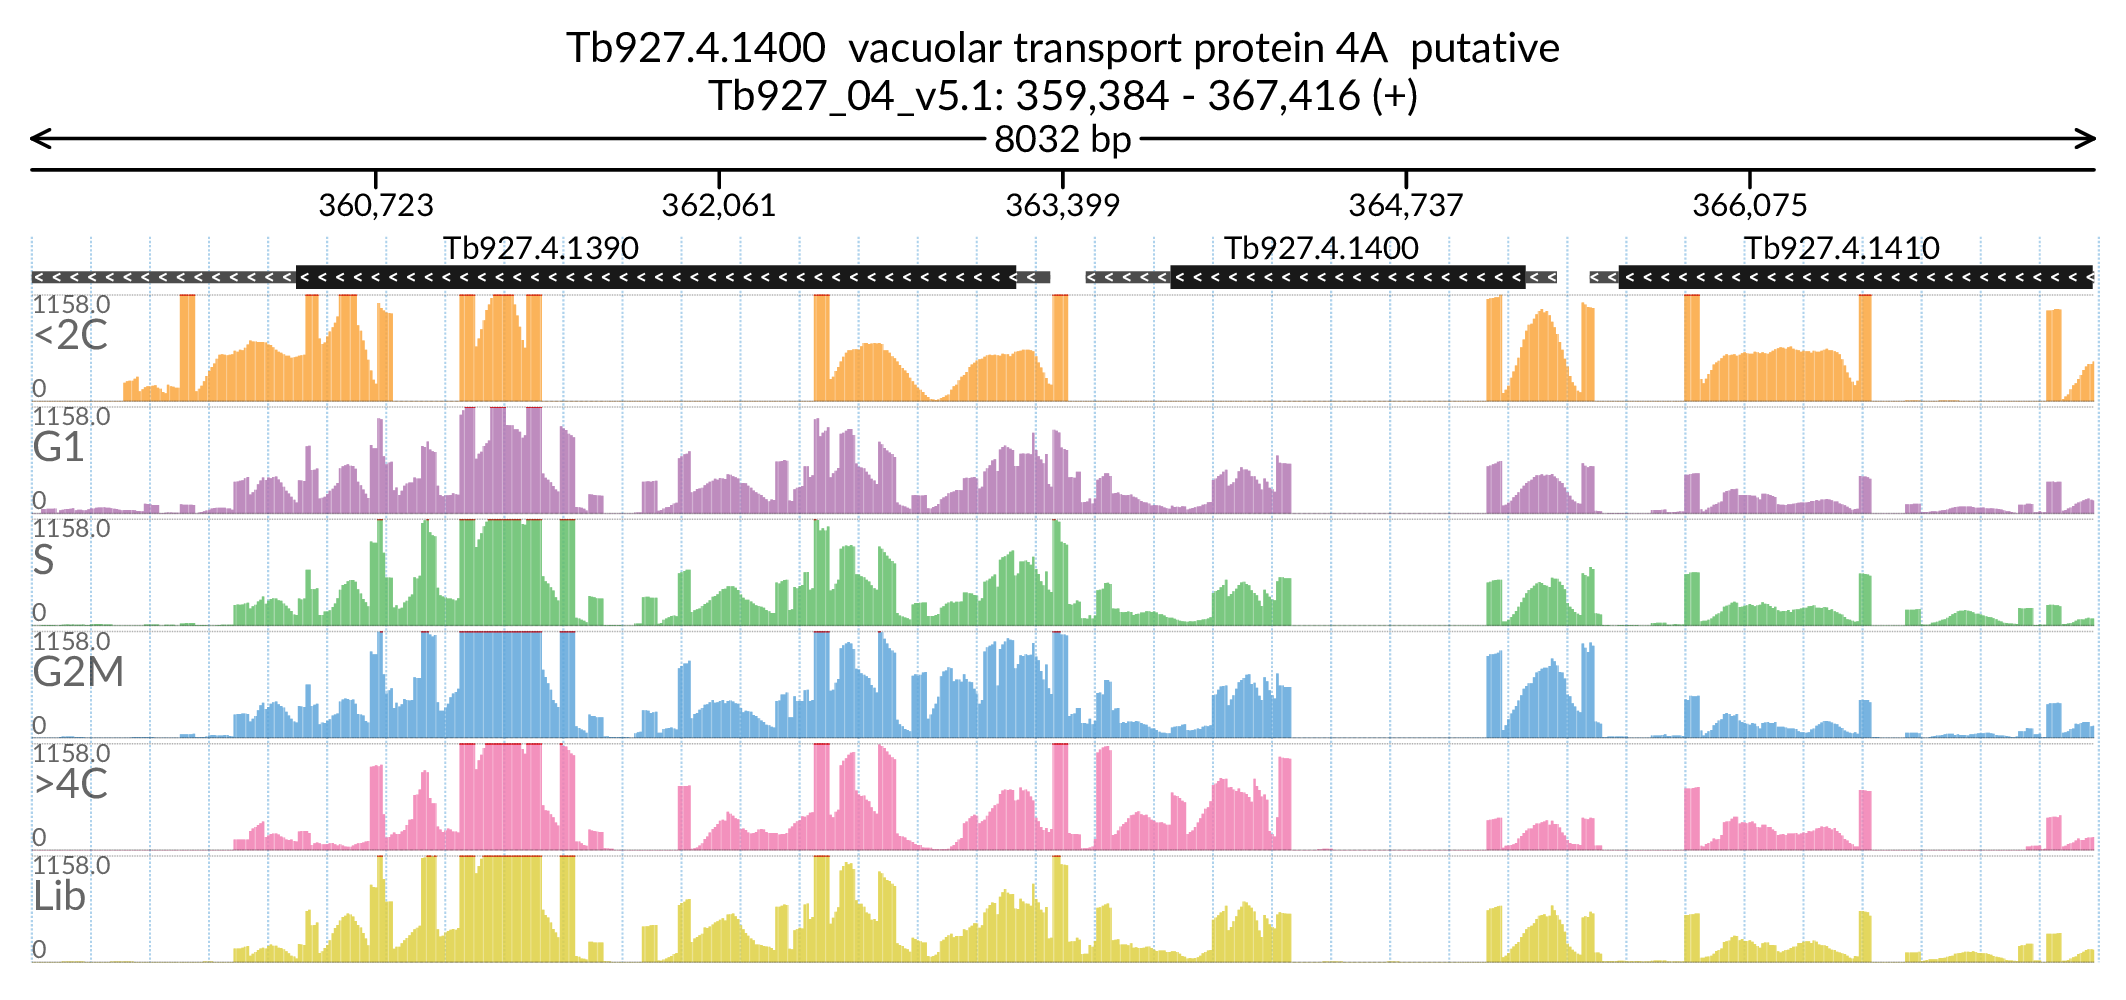 Tb927.4.1400  vacuolar transport protein 4A  putative
Tb927_04_v5.1: 359,384 - 367,416 (+)
8032 bp
360,723 362,061 363,399 364,737 366,075
Tb927.4.1390 Tb927.4.1400 Tb927.4.1410
1158.0
<2C
0
1158.0
G1
0
1158.0
S
0
1158.0
G2M
0
1158.0
>4C
0
1158.0
Lib
0